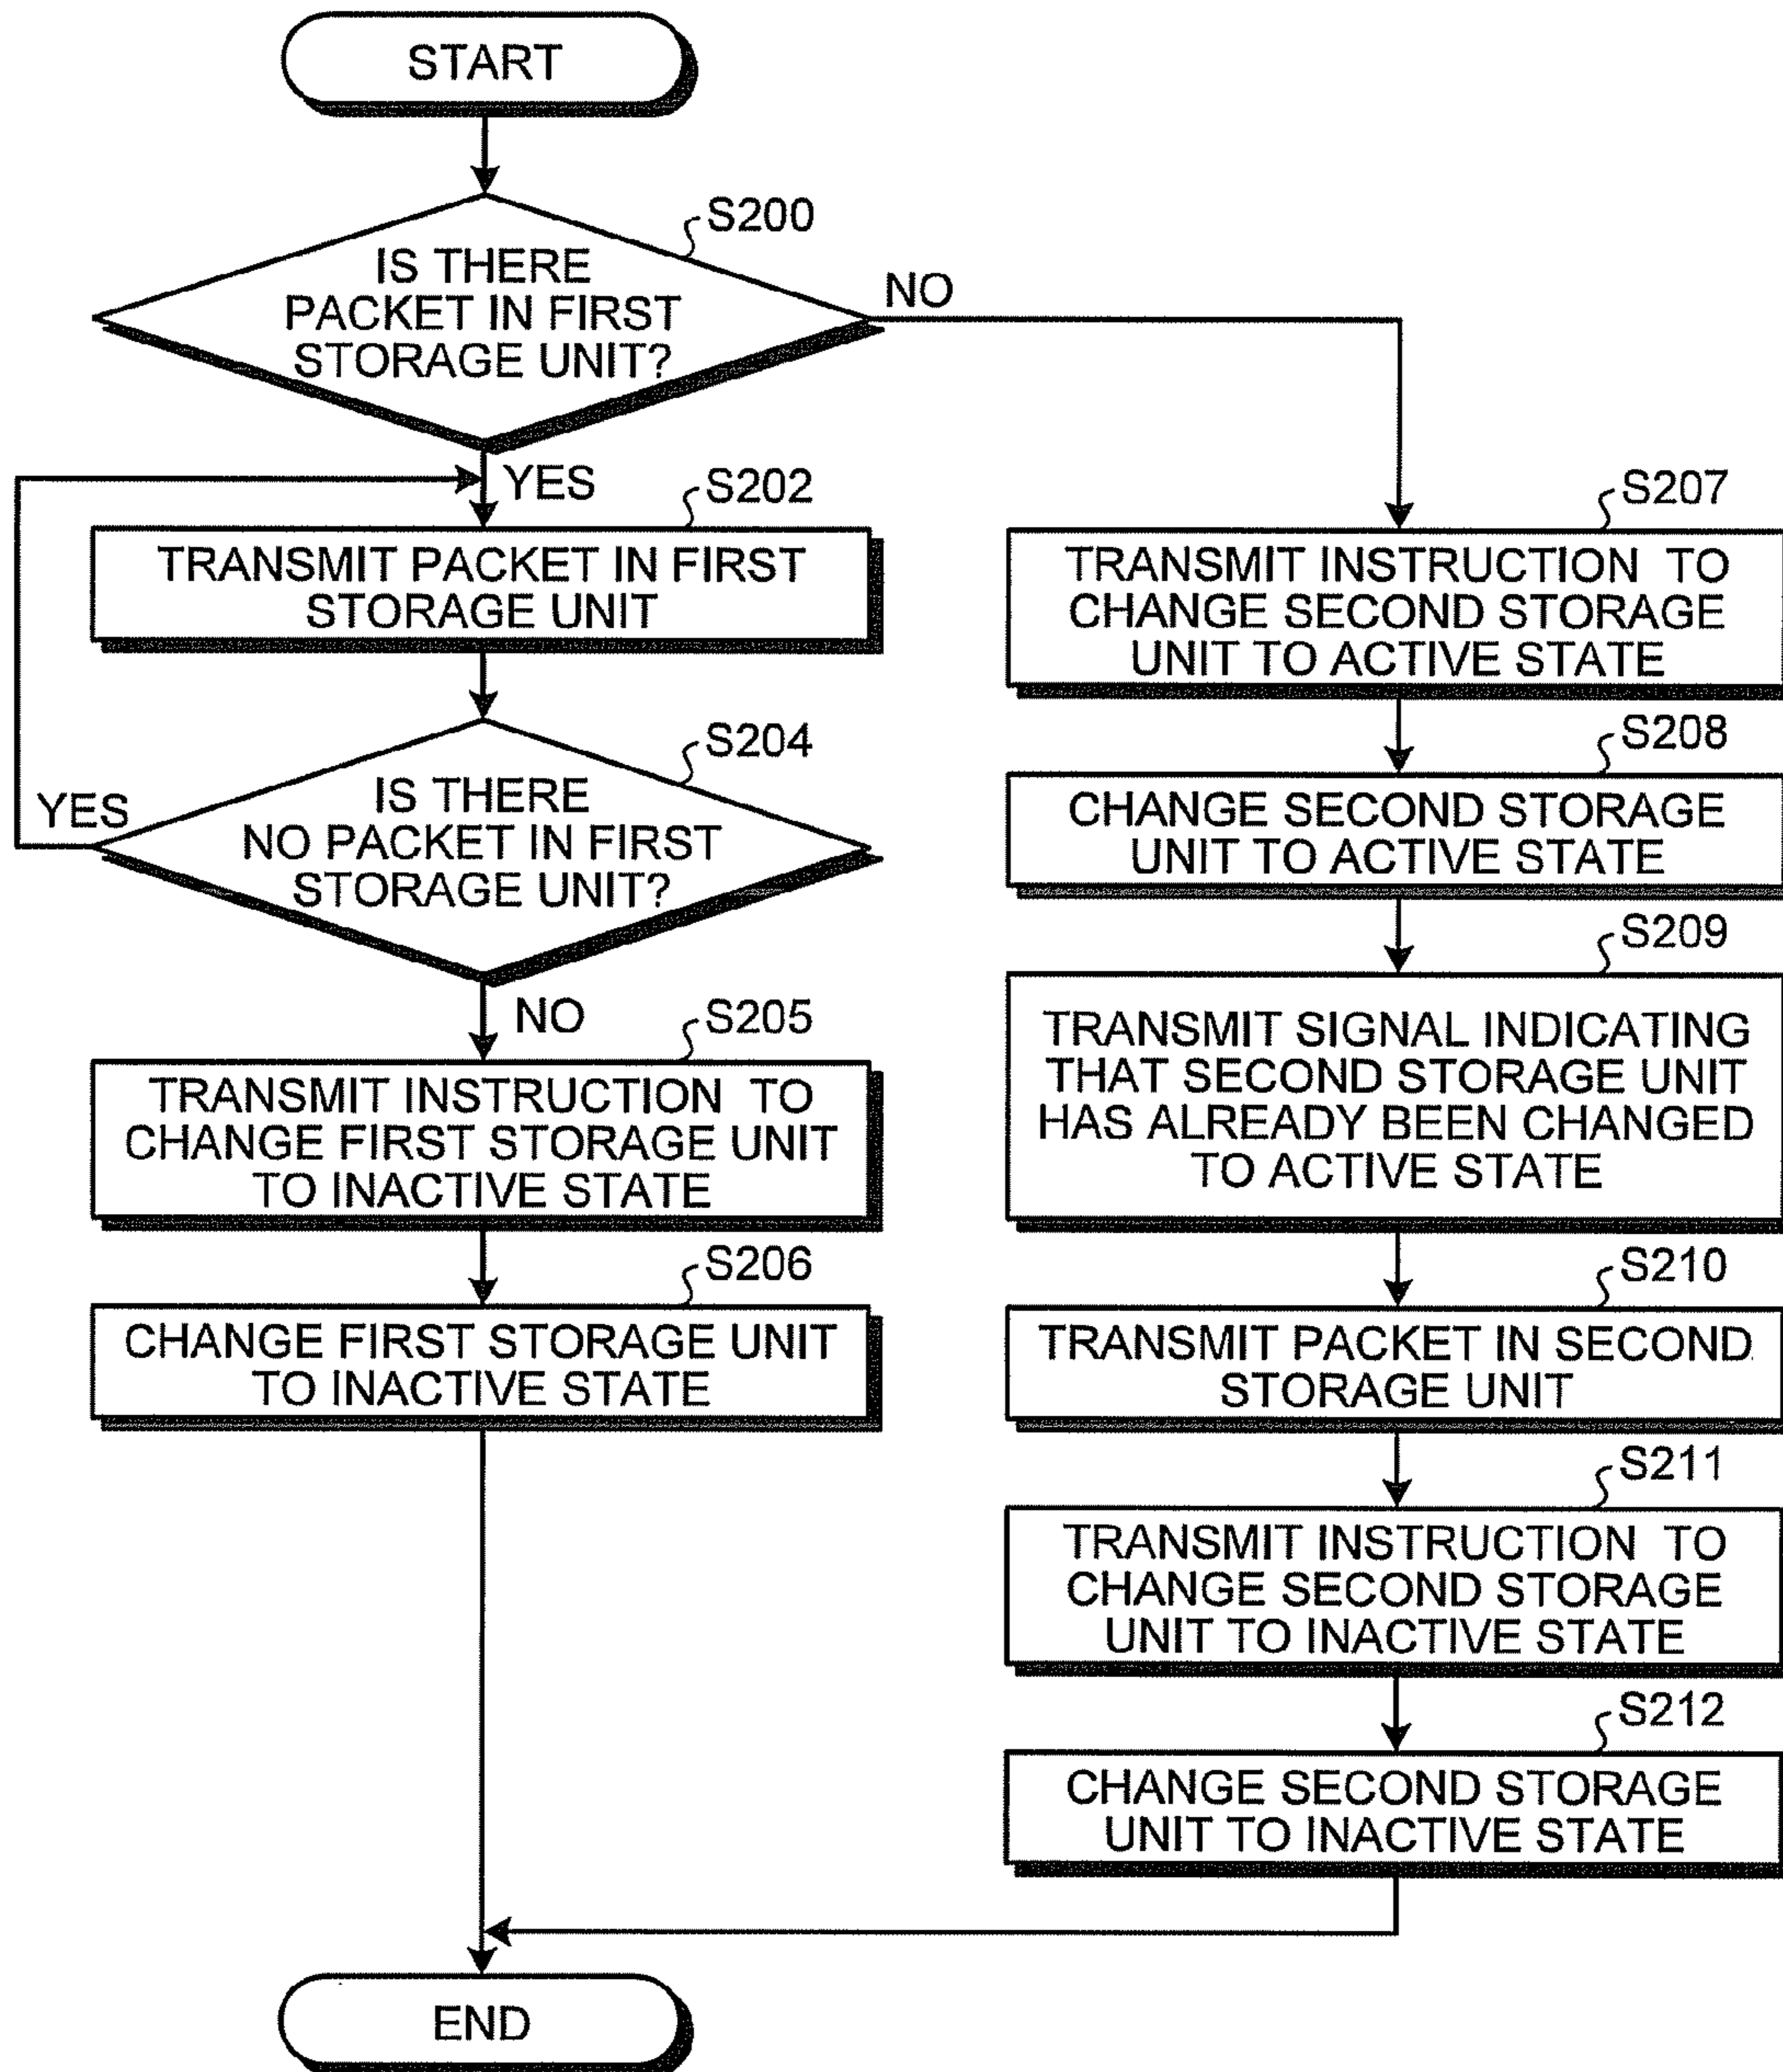 START
S200
IS THERE
PACKET IN FIRST
STORAGE UNIT?
NO
YES
S202
TRANSMIT PACKET IN FIRST
STORAGE UNIT
S204
IS THERE
NO PACKET IN FIRST
STORAGE UNIT?
YES
NO
S205
TRANSMIT INSTRUCTION TO
CHANGE FIRST STORAGE UNIT
TO INACTIVE STATE
S206
CHANGE FIRST STORAGE UNIT
TO INACTIVE STATE
S207
TRANSMIT INSTRUCTION TO
CHANGE SECOND STORAGE
UNIT TO ACTIVE STATE
S208
CHANGE SECOND STORAGE
UNIT TO ACTIVE STATE
S209
TRANSMIT SIGNAL INDICATING
THAT SECOND STORAGE UNIT
HAS ALREADY BEEN CHANGED
TO ACTIVE STATE
S210
TRANSMIT PACKET IN SECOND
STORAGE UNIT
S211
TRANSMIT INSTRUCTION TO
CHANGE SECOND STORAGE
UNIT TO INACTIVE STATE
S212
CHANGE SECOND STORAGE
UNIT TO INACTIVE STATE
END